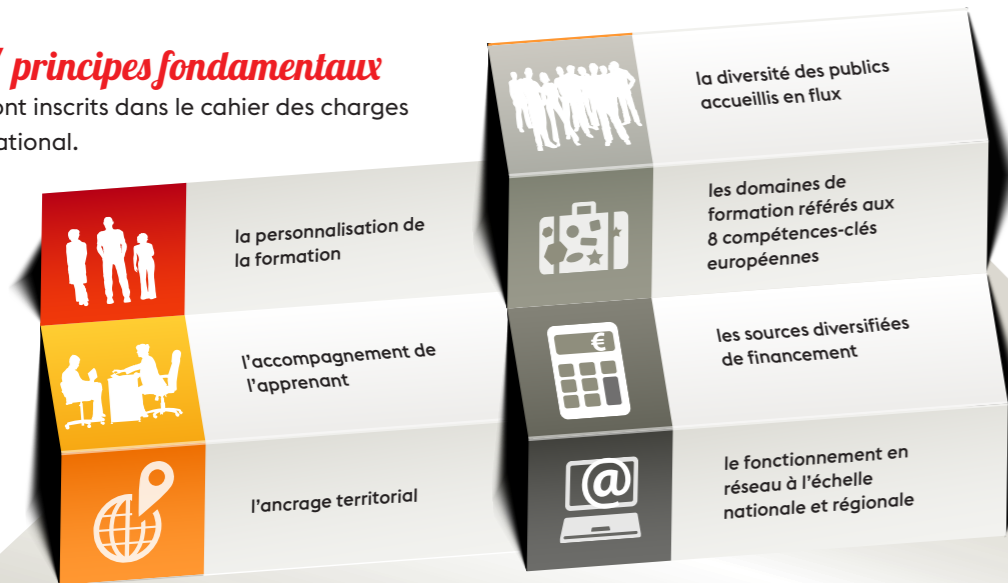 principes fondamentaux
ont inscrits dans le cahier des charges
ational.
la personnalisation de
la formation
l'accompagnement de
l'apprenant
l'ancrage territorial
la diversité des publics
accueillis en flux
les domaines de
formation référés aux
8 compétences-clés
européennes
€
les sources diversifiées
de financement
@
le fonctionnement en
réseau à l'échelle
nationale et régionale